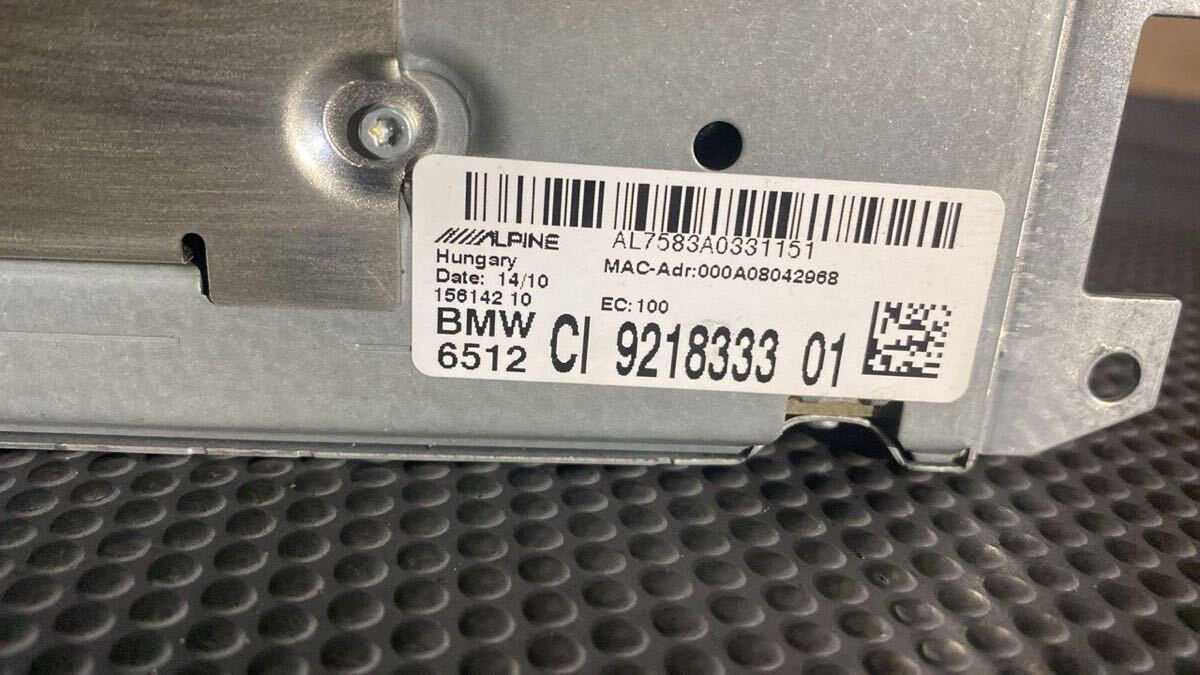 ALPINE
AL7583A0331151
Hungary
MAC-Adr:000A08042968
Date: 14/10
156142 10
EC: 100
BMW
6512
CI 9218333 01